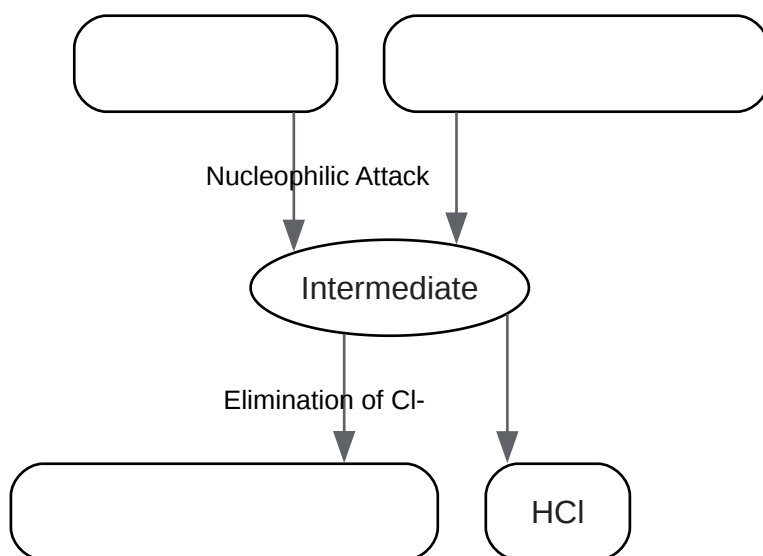 Nucleophilic Attack
Intermediate
Elimination of Cl-
HCl